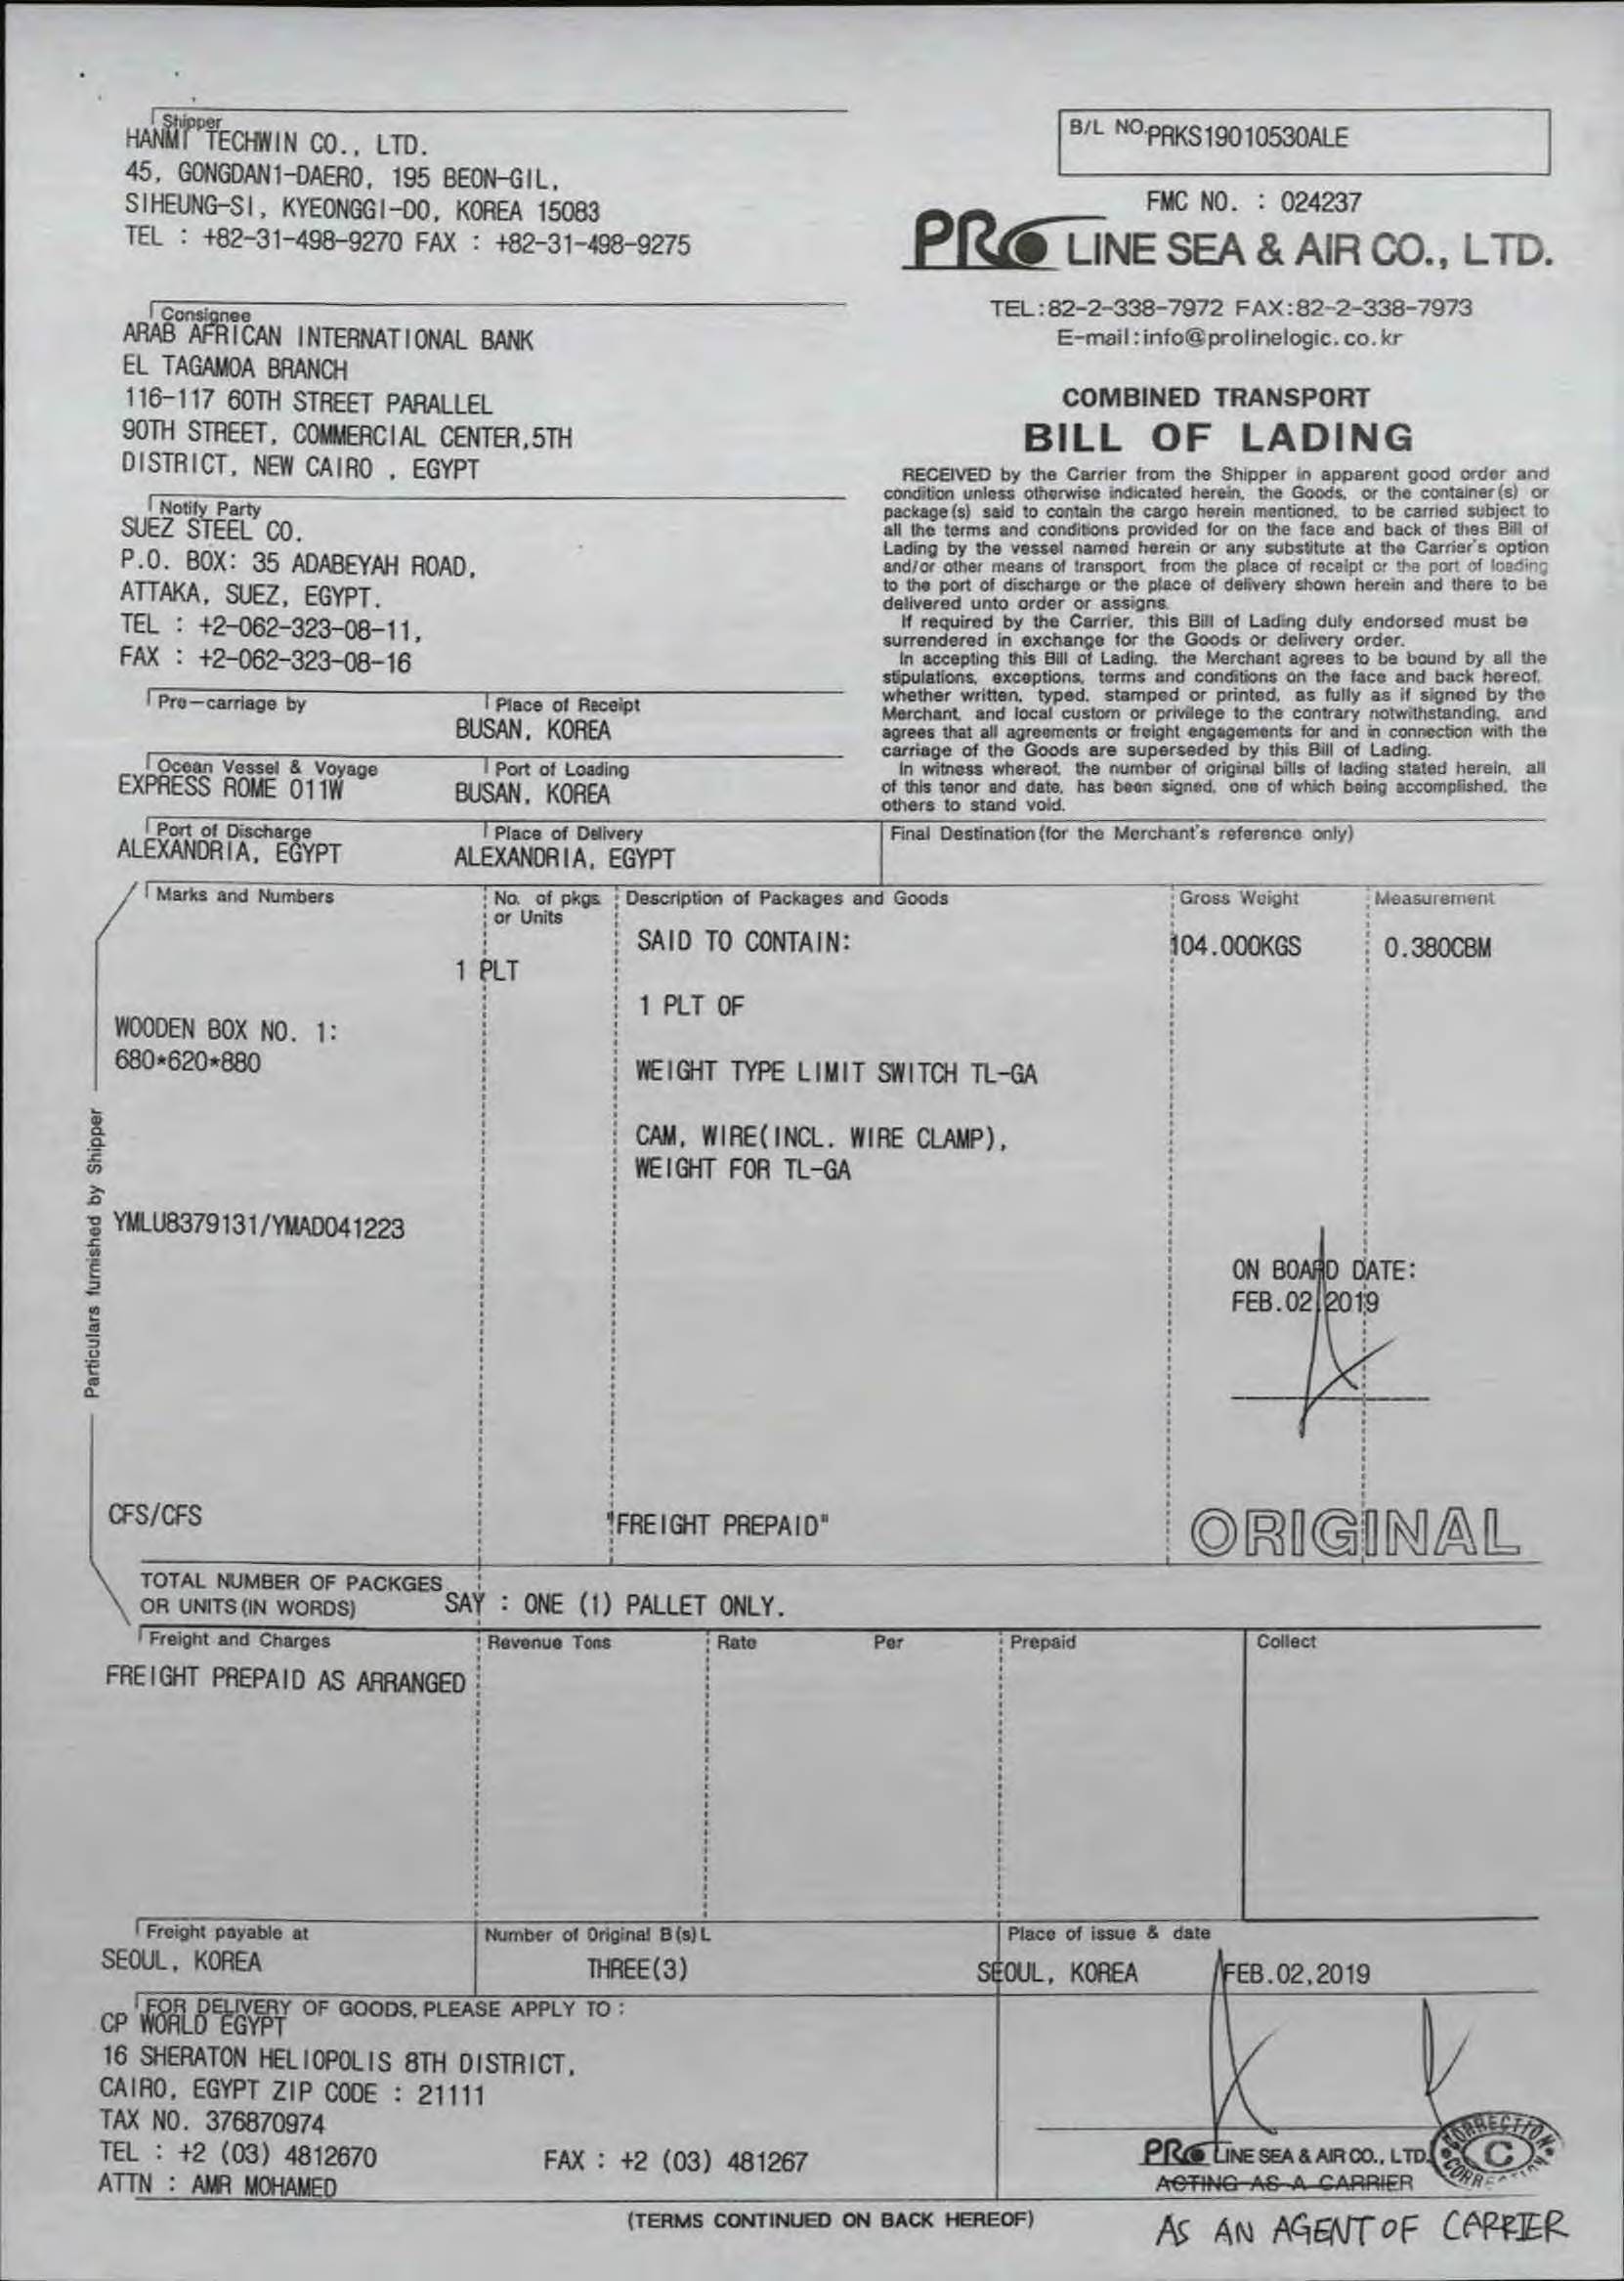 Shipper
HANMI TECHWIN CO., LTD.
45, GONGDAN1-DAERO, 195 BEON-GIL,
SIHEUNG-SI, KYEONGGI-DO, KOREA 15083
TEL : +82-31-498-9270 FAX : +82-31-498-9275
B/L NO. PRKS19010530ALE
FMC NO. : 024237
PRO LINE SEA & AIR CO., LTD.
TEL:82-2-338-7972 FAX:82-2-338-7973
E-mail:info@prolinelogic.co.kr
Consignee
ARAB AFRICAN INTERNATIONAL BANK
EL TAGAMOA BRANCH
116-117 60TH STREET PARALLEL
90TH STREET, COMMERCIAL CENTER,5TH
DISTRICT, NEW CAIRO , EGYPT
COMBINED TRANSPORT
BILL OF LADING
RECEIVED by the Carrier from the Shipper in apparent good order and
condition unless otherwise indicated herein, the Goods, or the container(s) or
package(s) said to contain the cargo herein mentioned, to be carried subject to
all the terms and conditions provided for on the face and back of thes Bill of
Lading by the vessel named herein or any substitute at the Carrier's option
and/or other means of transport, from the place of receipt or the port of loading
to the port of discharge or the place of delivery shown herein and there to be
delivered unto order or assigns.
If required by the Carrier, this Bill of Lading duly endorsed must be
surrendered in exchange for the Goods or delivery order.
In accepting this Bill of Lading, the Merchant agrees to be bound by all the
stipulations, exceptions, terms and conditions on the face and back hereof,
whether written, typed, stamped or printed, as fully as if signed by the
Merchant, and local custom or privilege to the contrary notwithstanding, and
agrees that all agreements or freight engagements for and in connection with the
carriage of the Goods are superseded by this Bill of Lading.
In witness whereof, the number of original bills of lading stated herein, all
of this tenor and date, has been signed, one of which being accomplished, the
others to stand void.
Notify Party
SUEZ STEEL CO.
P.O. BOX: 35 ADABEYAH ROAD,
ATTAKA, SUEZ, EGYPT.
TEL : +2-062-323-08-11,
FAX : +2-062-323-08-16
Pre-carriage by
Place of Receipt
BUSAN, KOREA
Ocean Vessel & Voyage
EXPRESS ROME 011W
Port of Loading
BUSAN, KOREA
Port of Discharge
ALEXANDRIA, EGYPT
Place of Delivery
ALEXANDRIA, EGYPT
Final Destination(for the Merchant's reference only)
Marks and Numbers
No. of pkgs.
or Units
Description of Packages and Goods
Gross Weight
Measurement
SAID TO CONTAIN:
104.000KGS
0.380CBM
1 PLT
1 PLT OF
WOODEN BOX NO. 1:
680*620*880
WEIGHT TYPE LIMIT SWITCH TL-GA
CAM, WIRE(INCL. WIRE CLAMP),
WEIGHT FOR TL-GA
Particulars furnished by Shipper
YMLU8379131/YMAD041223
ON BOARD DATE:
FEB.02,2019
CFS/CFS
"FREIGHT PREPAID"
ORIGINAL
TOTAL NUMBER OF PACKGES
OR UNITS(IN WORDS)
SAY : ONE (1) PALLET ONLY.
Freight and Charges
Revenue Tons
Rate
Per
Prepaid
Collect
FREIGHT PREPAID AS ARRANGED
Freight payable at
SEOUL, KOREA
Number of Original B(s)L
THREE(3)
Place of issue & date
SEOUL, KOREA FEB.02,2019
FOR DELIVERY OF GOODS, PLEASE APPLY TO :
CP WORLD EGYPT
16 SHERATON HELIOPOLIS 8TH DISTRICT,
CAIRO, EGYPT ZIP CODE : 21111
TAX NO. 376870974
TEL : +2 (03) 4812670 FAX : +2 (03) 481267
ATTN : AMR MOHAMED
PRO LINE SEA & AIR CO., LTD.
ACTING AS A CARRIER
CORRECTION
C
CORRECTION
(TERMS CONTINUED ON BACK HEREOF)
AS AN AGENT OF CARRIER